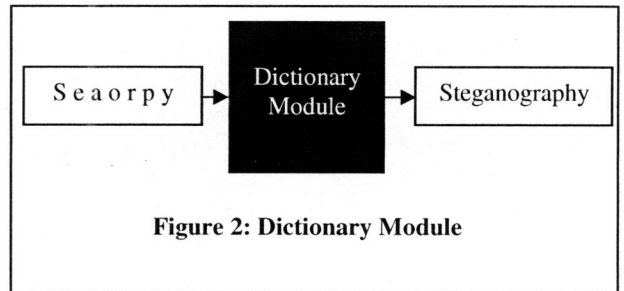 S e a o r p y
Dictionary
Module
Steganography
Figure 2: Dictionary Module